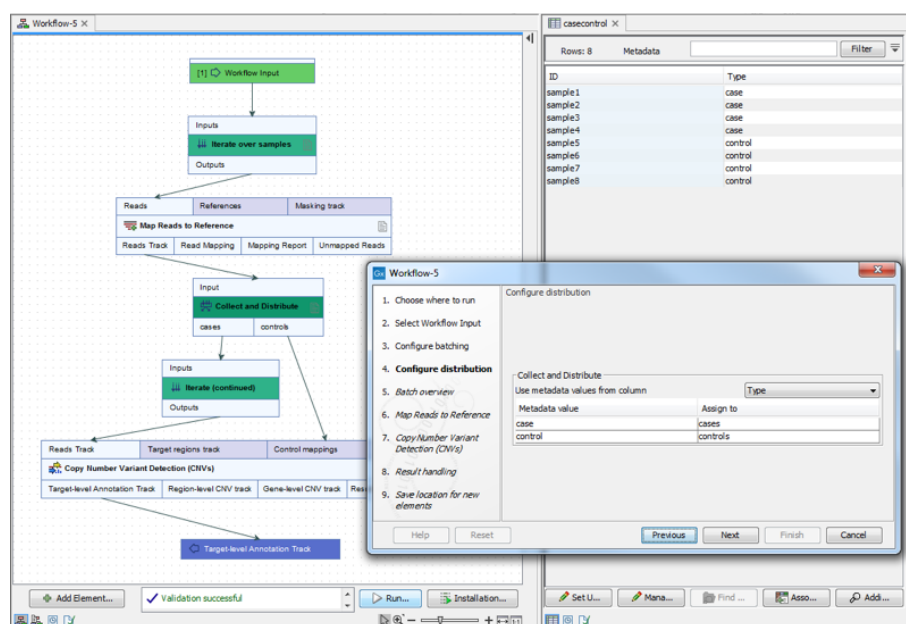 Workflow-5
[1] Workflow Input
Inputs
Iterate over samples
Outputs
Reads References Masking track
Map Reads to Reference
Reads Track Read Mapping Mapping Report Unmapped Reads
Input
Collect and Distribute
cases controls
Inputs
Iterate (continued)
Outputs
Reads Track Target regions track Control mappings
Copy Number Variant Detection (CNVs)
Target-level Annotation Track Region-level CNV track Gene-level CNV track
Target-level Annotation Track
Add Element...
Validation successful
Run...
Installation...
casecontrol
Rows: 8 Metadata Filter
ID Type
sample1 case
sample2 case
sample3 case
sample4 case
sample5 control
sample6 control
sample7 control
sample8 control
Workflow-5
1. Choose where to run
2. Select Workflow Input
3. Configure batching
4. Configure distribution
5. Batch overview
6. Map Reads to Reference
7. Copy Number Variant
Detection (CNVs)
8. Result handling
9. Save location for new
elements
Configure distribution
Collect and Distribute
Use metadata values from column Type
Metadata value Assign to
case cases
control controls
Help Reset Previous Next Finish Cancel
Set U... Mana... Find ... Asso... Addi...